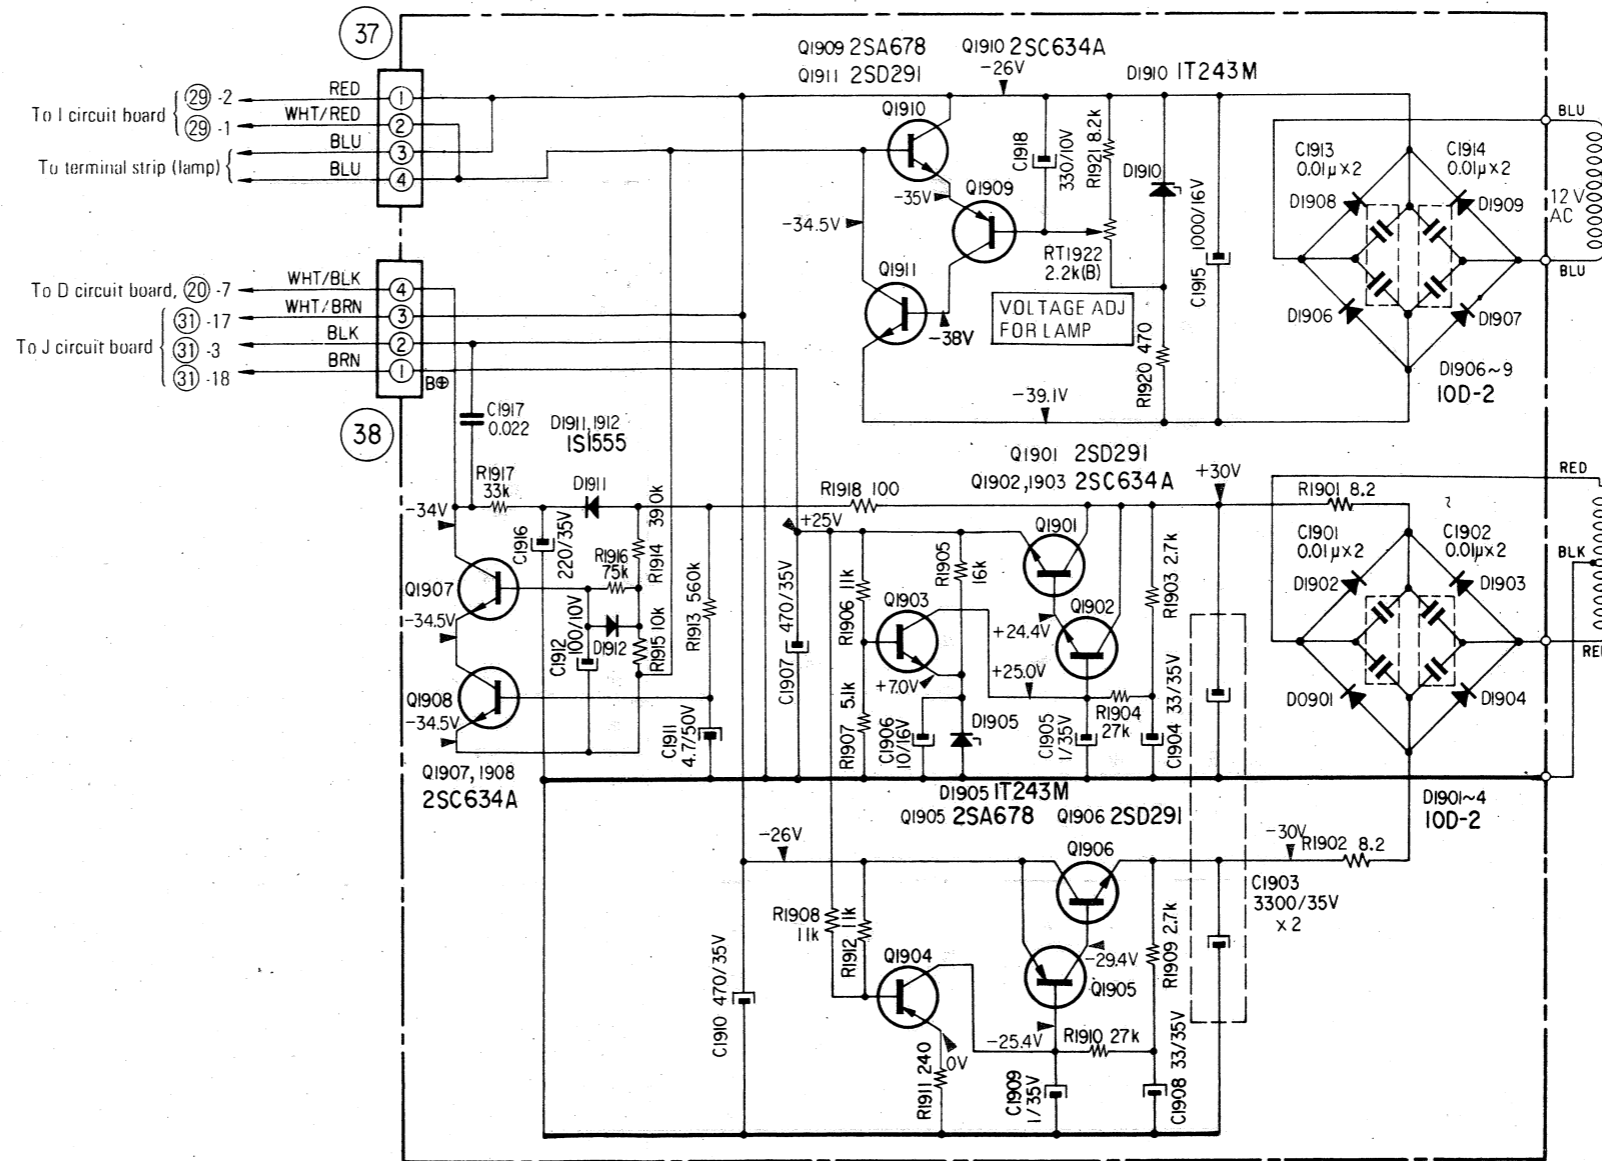 37
Q1909 2SA678
Q1910 2SC634A
Q1911 2SD291
-26V
D1910 1T243M
To I circuit board
29 -2
29 -1
RED
WHT/RED
BLU
BLU
To terminal strip (lamp)
1
2
3
4
Q1910
C1918
330/10V
R1921 8.2k
D1910
C1915 1000/16V
Q1909
-35V
-34.5V
Q1911
RT1922
2.2k(B)
VOLTAGE ADJ
FOR LAMP
-38V
R1920 470
-39.1V
C1913
0.01μ×2
C1914
0.01μ×2
D1908
D1909
D1906
D1907
D1906~9
10D-2
BLU
12V
AC
BLU
To D circuit board, 20 -7
To J circuit board
31 -17
31 -3
31 -18
WHT/BLK
WHT/BRN
BLK
BRN
4
3
2
1
B⊕
38
C1917
0.022
D1911,1912
1S1555
R1917
33k
D1911
-34V
C1916
220/35V
R1916
75k
R1914 390k
R1913 560k
Q1907
-34.5V
C1912
100/10V
D1912
R1915 10k
Q1908
-34.5V
C1911
4.7/50V
Q1907,1908
2SC634A
R1918 100
+25V
Q1901 2SD291
Q1902,1903 2SC634A
+30V
Q1901
R1905
16k
R1906 11k
Q1903
C1907 470/35V
Q1902
+24.4V
R1903 2.7k
+25.0V
+7.0V
R1907 5.1k
C1906
10/16V
D1905
C1905
1/35V
R1904
27k
C1904 33/35V
R1901 8.2
C1901
0.01μ×2
C1902
0.01μ×2
D1902
D1903
D0901
D1904
D1901~4
10D-2
RED
BLK
RED
D1905 1T243M
Q1905 2SA678
Q1906 2SD291
-26V
Q1906
-30V
R1902 8.2
C1903
3300/35V
×2
R1908
11k
R1912 11k
Q1904
-29.4V
Q1905
R1909 2.7k
C1910 470/35V
-25.4V
R1910 27k
0V
R1911 240
C1909
1/35V
C1908 33/35V